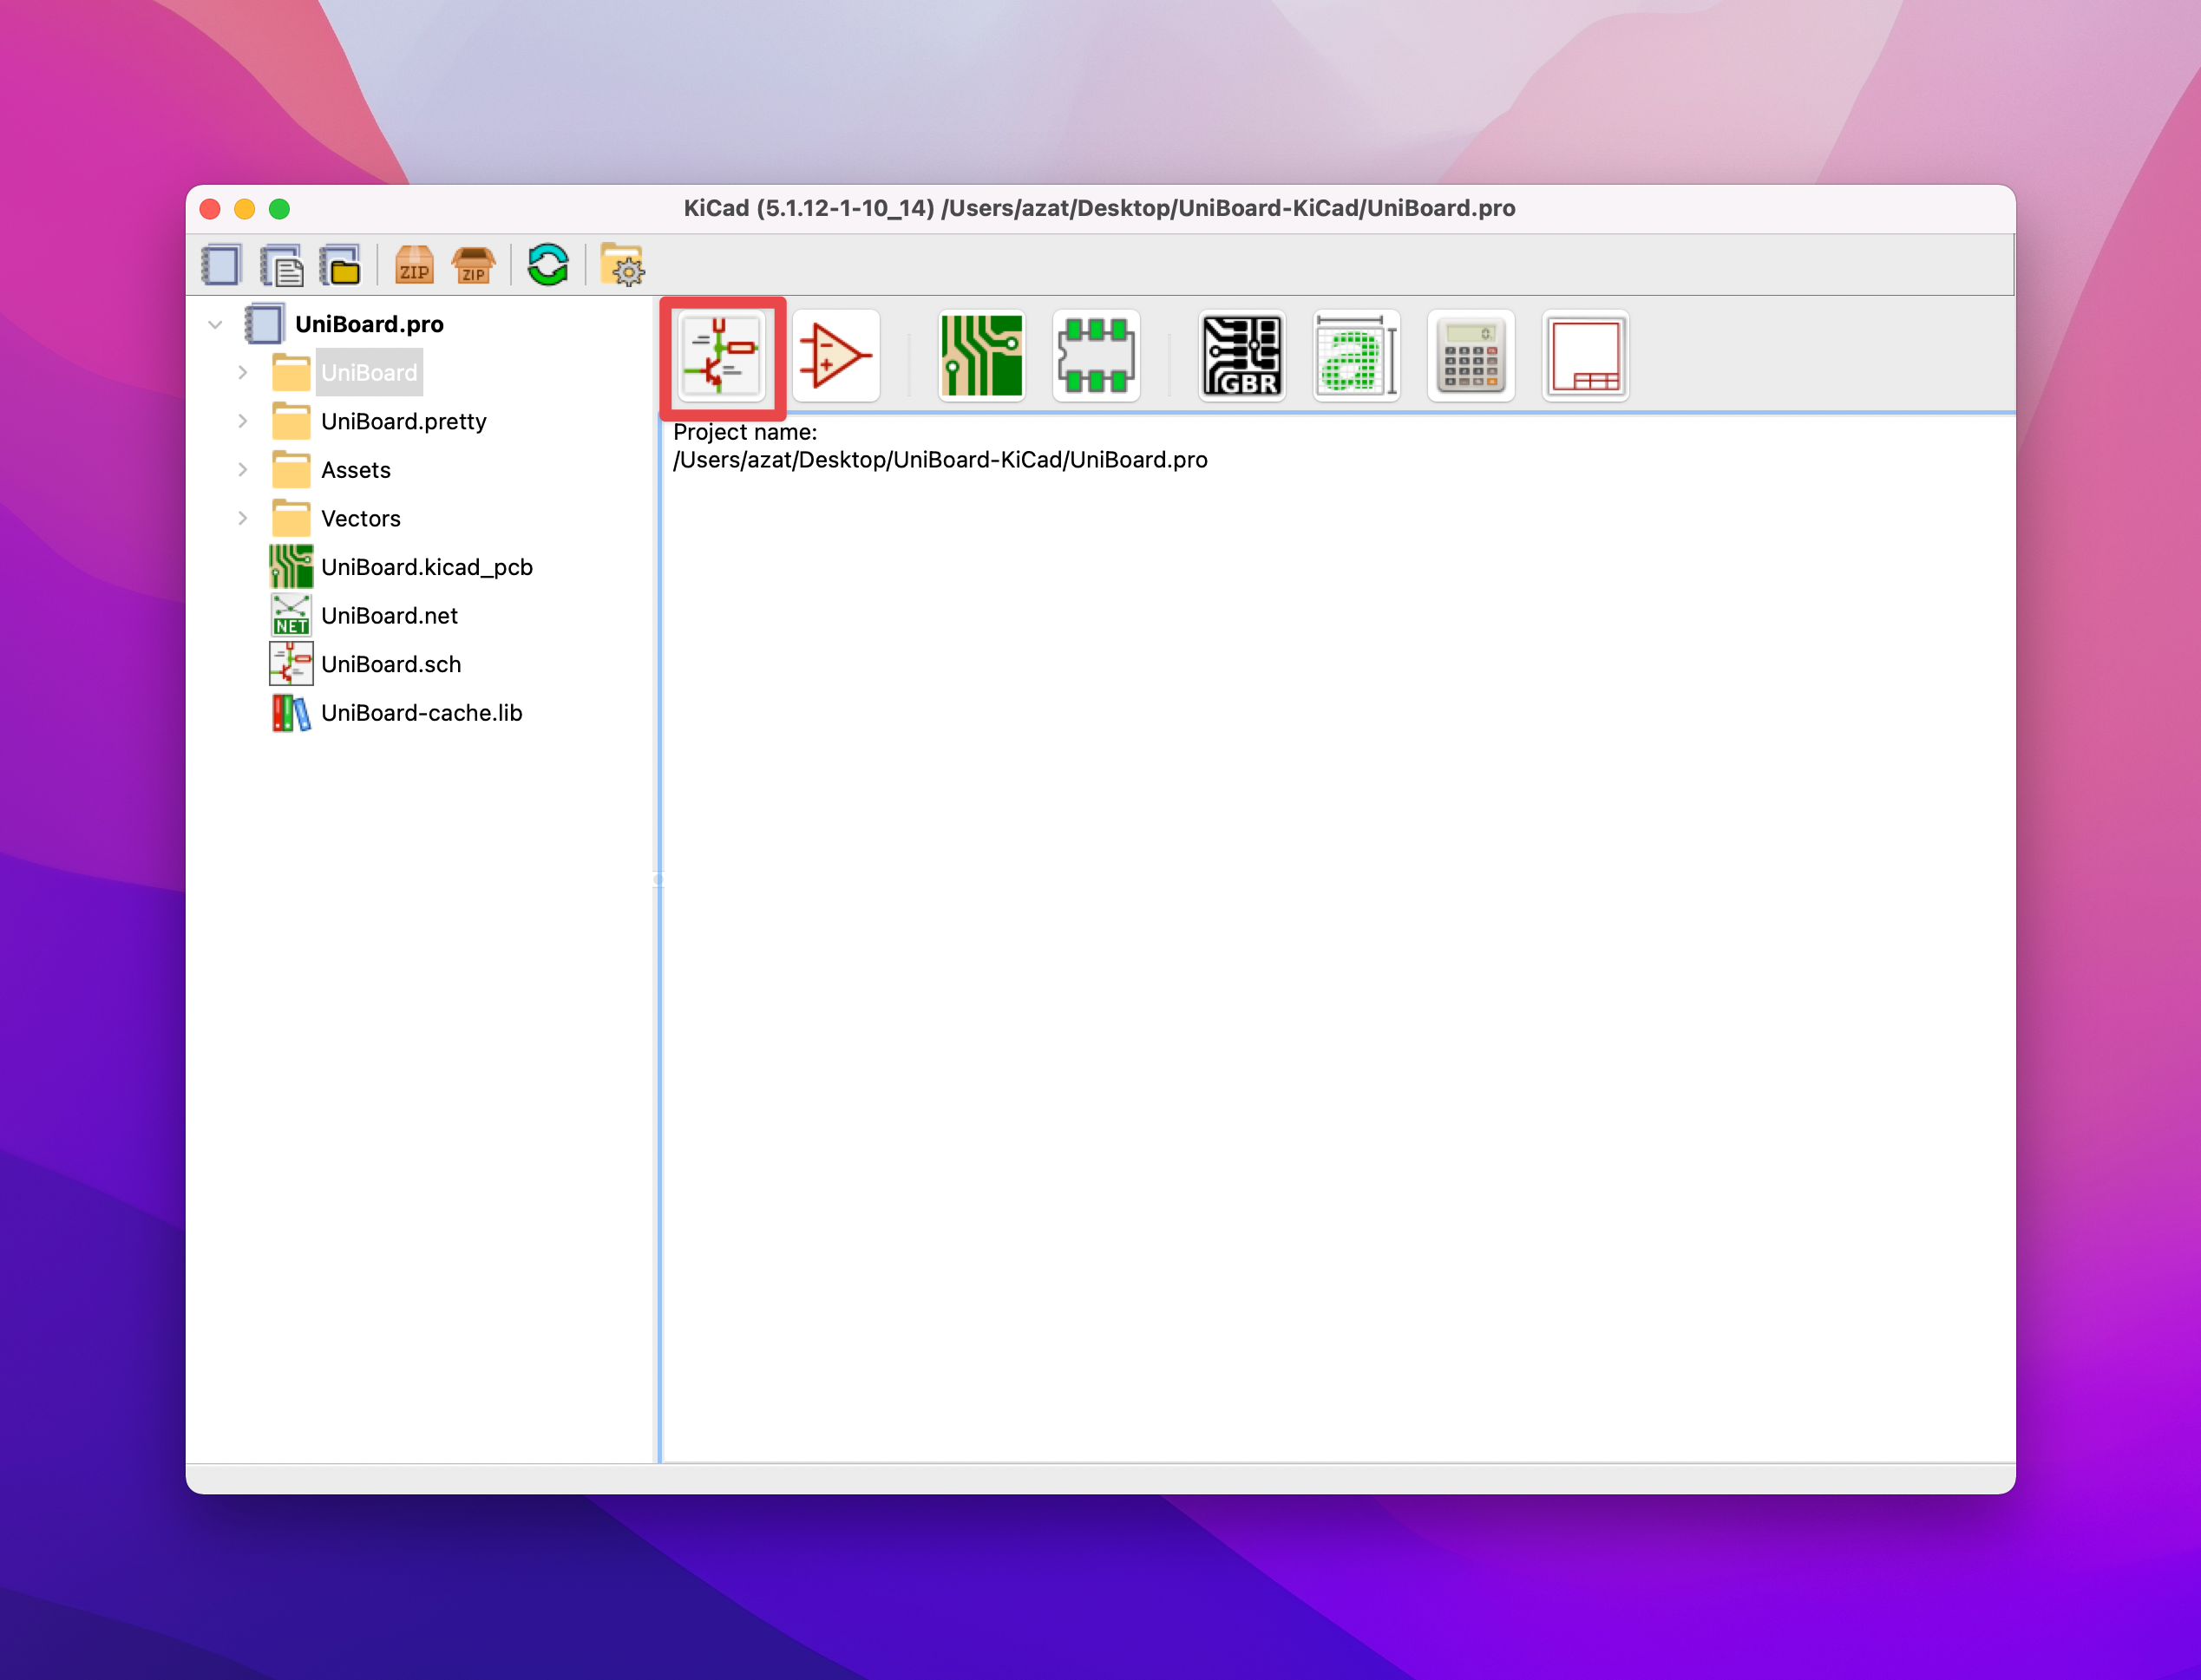 KiCad (5.1.12-1-10_14) /Users/azat/Desktop/UniBoard-KiCad/UniBoard.pro
ZIP
ZIP
UniBoard.pro
UniBoard
UniBoard.pretty
Assets
Vectors
UniBoard.kicad_pcb
NET
UniBoard.net
UniBoard.sch
UniBoard-cache.lib
GBR
a
0.
Project name:
/Users/azat/Desktop/UniBoard-KiCad/UniBoard.pro